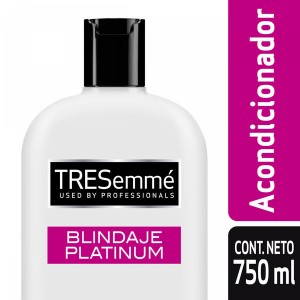 TRESemmé
USED BY PROFESSIONALS
BLINDAJE
PLATINUM
Acondicionador
CONT. NETO
750 ml